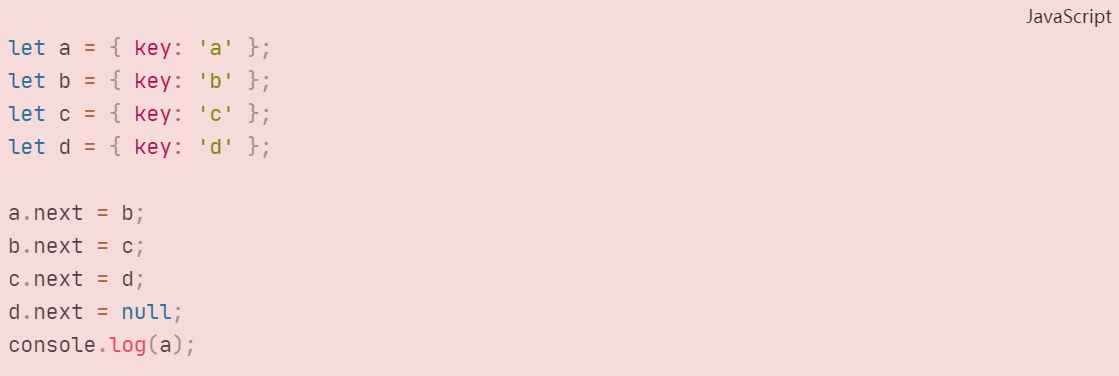 JavaScript
let a = { key: 'a' };
let b = { key: 'b' };
let c = { key: 'c' };
let d = { key: 'd' };

a.next = b;
b.next = c;
c.next = d;
d.next = null;
console.log(a);